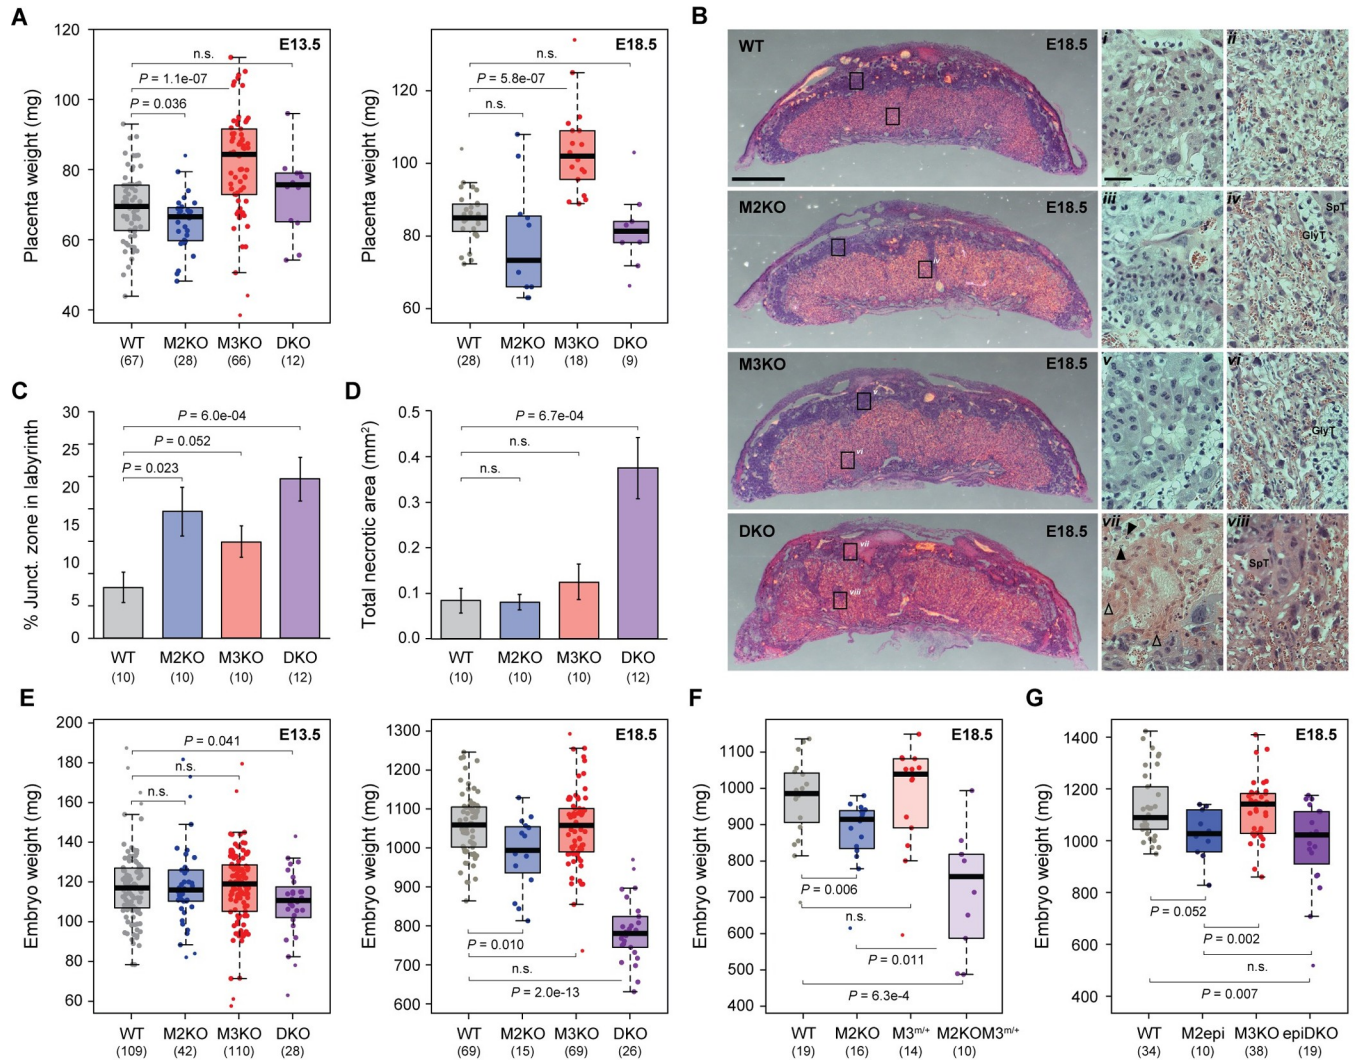 A
E13.5
n.s.
P = 1.1e-07
P = 0.036
Placenta weight (mg)
120
100
80
60
40
WT
M2KO
M3KO
DKO
(67)
(28)
(66)
(12)
E18.5
n.s.
P = 5.8e-07
n.s.
Placenta weight (mg)
120
100
80
60
WT
M2KO
M3KO
DKO
(28)
(11)
(18)
(9)
B
WT
E18.5
i
ii
M2KO
E18.5
iv
iii
iv
SpT
GlyT
M3KO
E18.5
v
vi
v
vi
GlyT
DKO
E18.5
vii
viii
vii
viii
SpT
C
P = 6.0e-04
P = 0.052
P = 0.023
% Junct. zone in labyrinth
30
25
20
15
10
5
0
WT
M2KO
M3KO
DKO
(10)
(10)
(10)
(12)
D
P = 6.7e-04
n.s.
n.s.
Total necrotic area (mm²)
0.5
0.4
0.3
0.2
0.1
0.0
WT
M2KO
M3KO
DKO
(10)
(10)
(10)
(12)
E
E13.5
P = 0.041
n.s.
n.s.
Embryo weight (mg)
200
180
160
140
120
100
80
60
WT
M2KO
M3KO
DKO
(109)
(42)
(110)
(28)
E18.5
Embryo weight (mg)
1300
1200
1100
1000
900
800
700
600
P = 0.010
n.s.
P = 2.0e-13
WT
M2KO
M3KO
DKO
(69)
(15)
(69)
(26)
F
E18.5
Embryo weight (mg)
1100
1000
900
800
700
600
500
400
P = 0.006
n.s.
P = 0.011
P = 6.3e-4
WT
M2KO
M3m/+
M2KOM3m/+
(19)
(16)
(14)
(10)
G
E18.5
Embryo weight (mg)
1400
1200
1000
800
600
400
P = 0.052
P = 0.002
n.s.
P = 0.007
WT
M2epi
M3KO
epiDKO
(34)
(10)
(38)
(19)